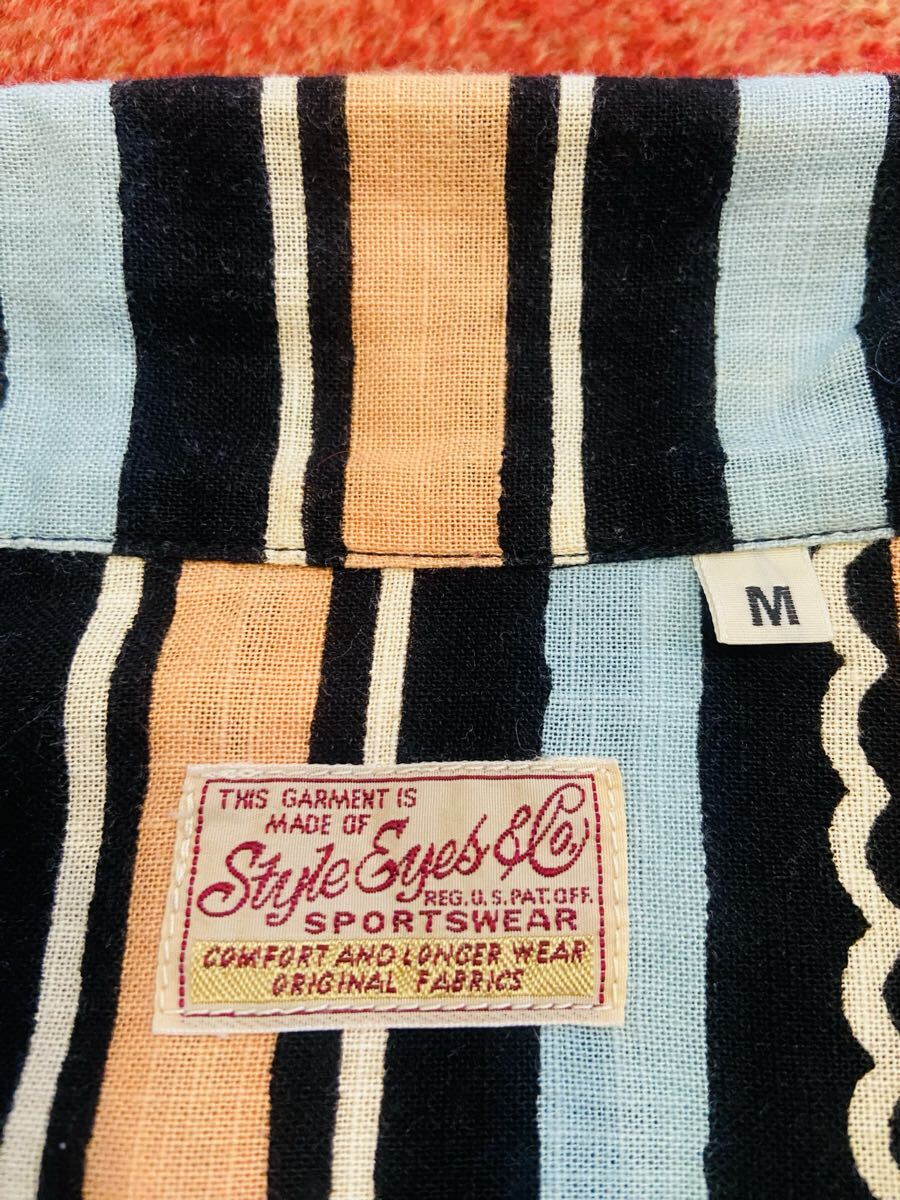 M
THIS GARMENT IS
MADE OF
Style Eyes & Co,
REG. U.S. PAT. OFF.
SPORTSWEAR
COMFORT AND LONGER WEAR
ORIGINAL FABRICS